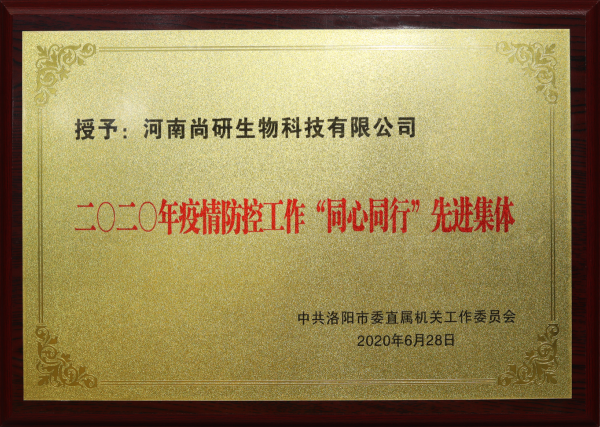 授予：河南尚研生物科技有限公司
二〇二〇年疫情防控工作“同心同行”先进集体
中共洛阳市委直属机关工作委员会
2020年6月28日